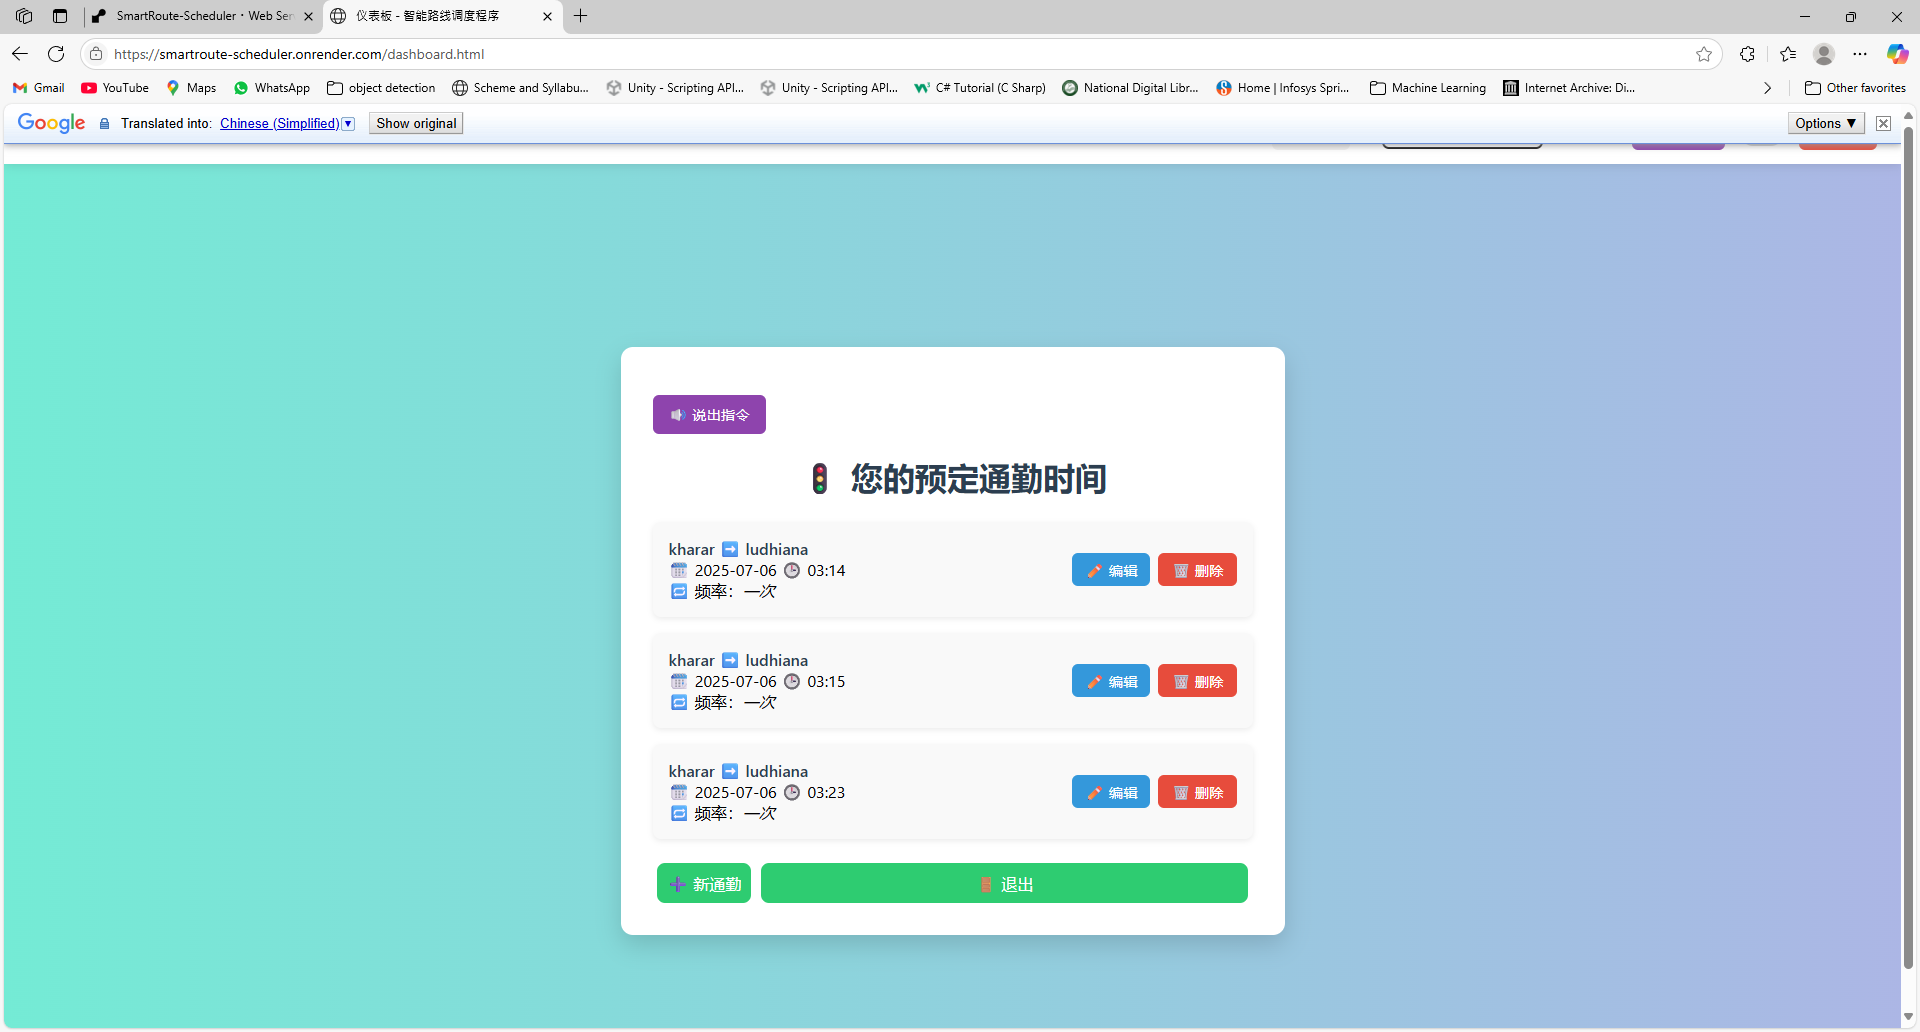 SmartRoute-Scheduler · Web Ser
仪表板 - 智能路线调度程序
https://smartroute-scheduler.onrender.com/dashboard.html
Gmail YouTube Maps WhatsApp object detection Scheme and Syllabu... Unity - Scripting API... Unity - Scripting API... C# Tutorial (C Sharp) National Digital Libr... Home | Infosys Spri... Machine Learning Internet Archive: Di... Other favorites
Google Translated into: Chinese (Simplified) Show original Options ▼
说出指令
您的预定通勤时间
kharar ➡️ ludhiana
2025-07-06 03:14
频率：一次
编辑 删除
kharar ➡️ ludhiana
2025-07-06 03:15
频率：一次
编辑 删除
kharar ➡️ ludhiana
2025-07-06 03:23
频率：一次
编辑 删除
新通勤 退出